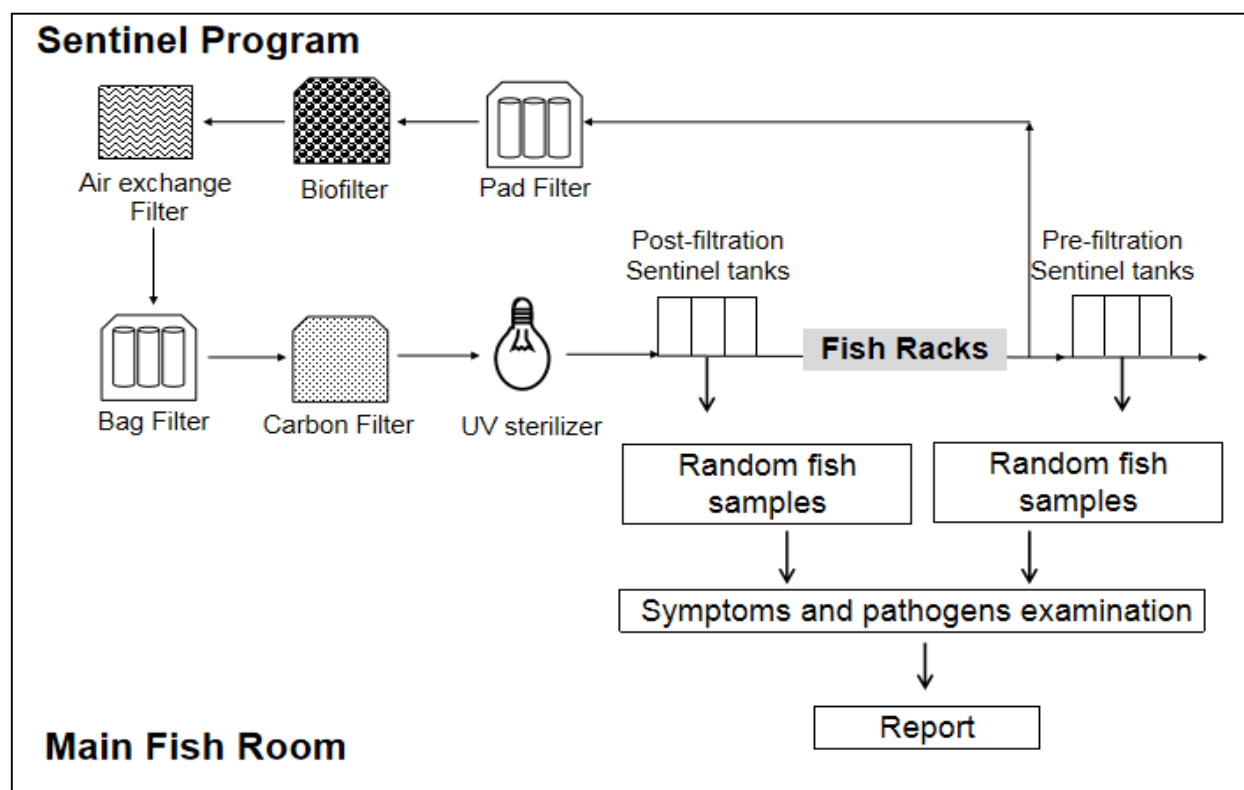 Sentinel Program
Air exchange
Filter
Biofilter
Pad Filter
Post-filtration
Sentinel tanks
Pre-filtration
Sentinel tanks
Bag Filter
Carbon Filter
UV sterilizer
Fish Racks
Random fish
samples
Random fish
samples
Symptoms and pathogens examination
Report
Main Fish Room